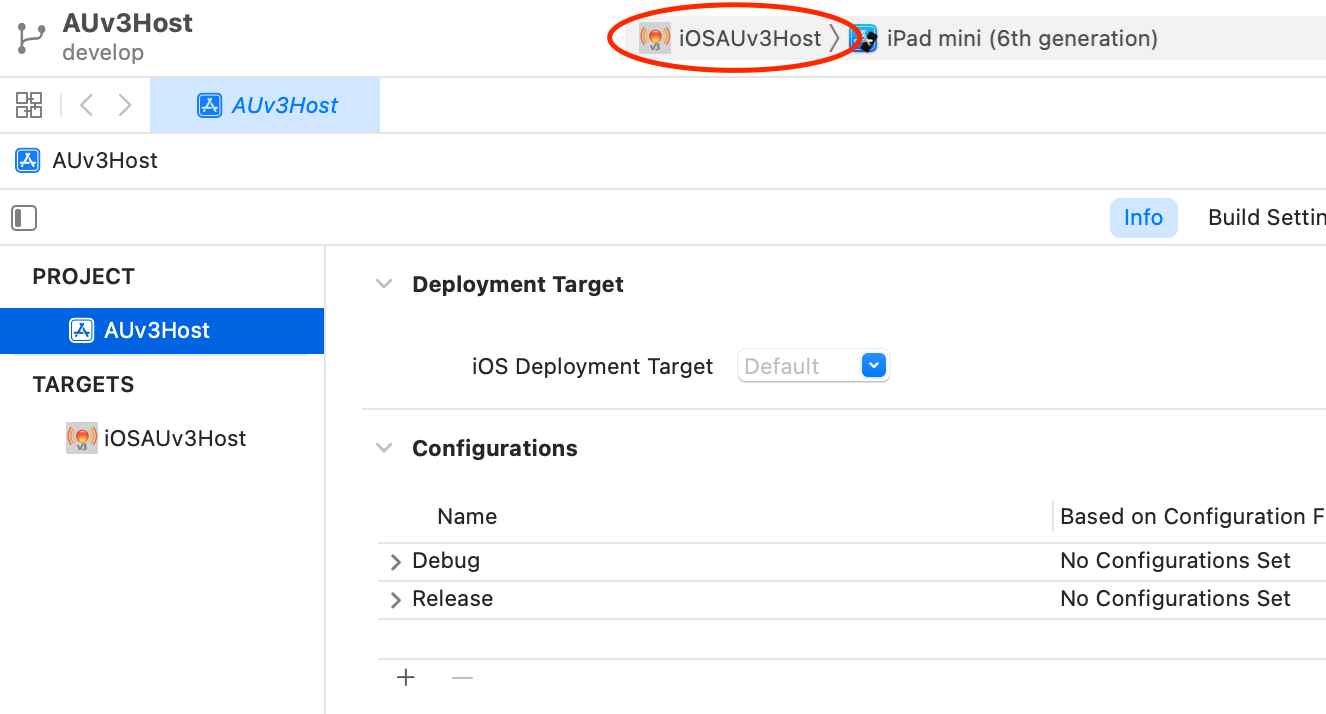 AUv3Host
develop
iOSAUv3Host
iPad mini (6th generation)
AUv3Host
AUv3Host
Info
Build Settin
PROJECT
AUv3Host
TARGETS
v3
iOSAUv3Host
Deployment Target
iOS Deployment Target
Default
Configurations
Name
Based on Configuration F
Debug
No Configurations Set
Release
No Configurations Set